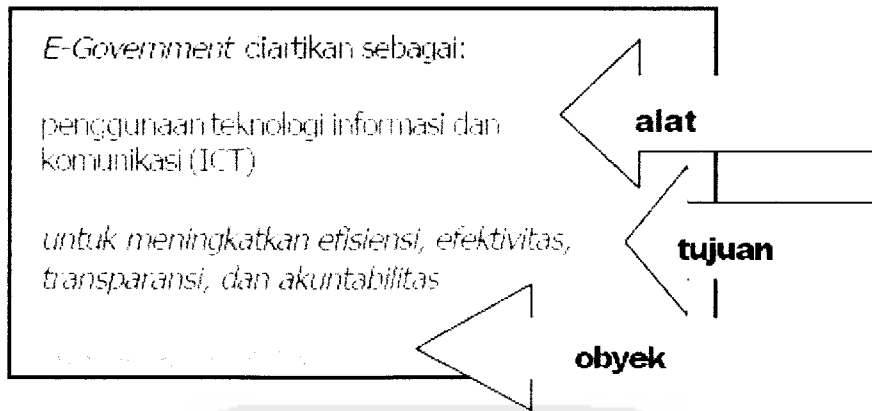 E-Government diartikan sebagai:
penggunaan teknologi informasi dan
komunikasi (ICT)
alat
untuk meningkatkan efisiensi, efektivitas,
transparansi, dan akuntabilitas
tujuan
obyek